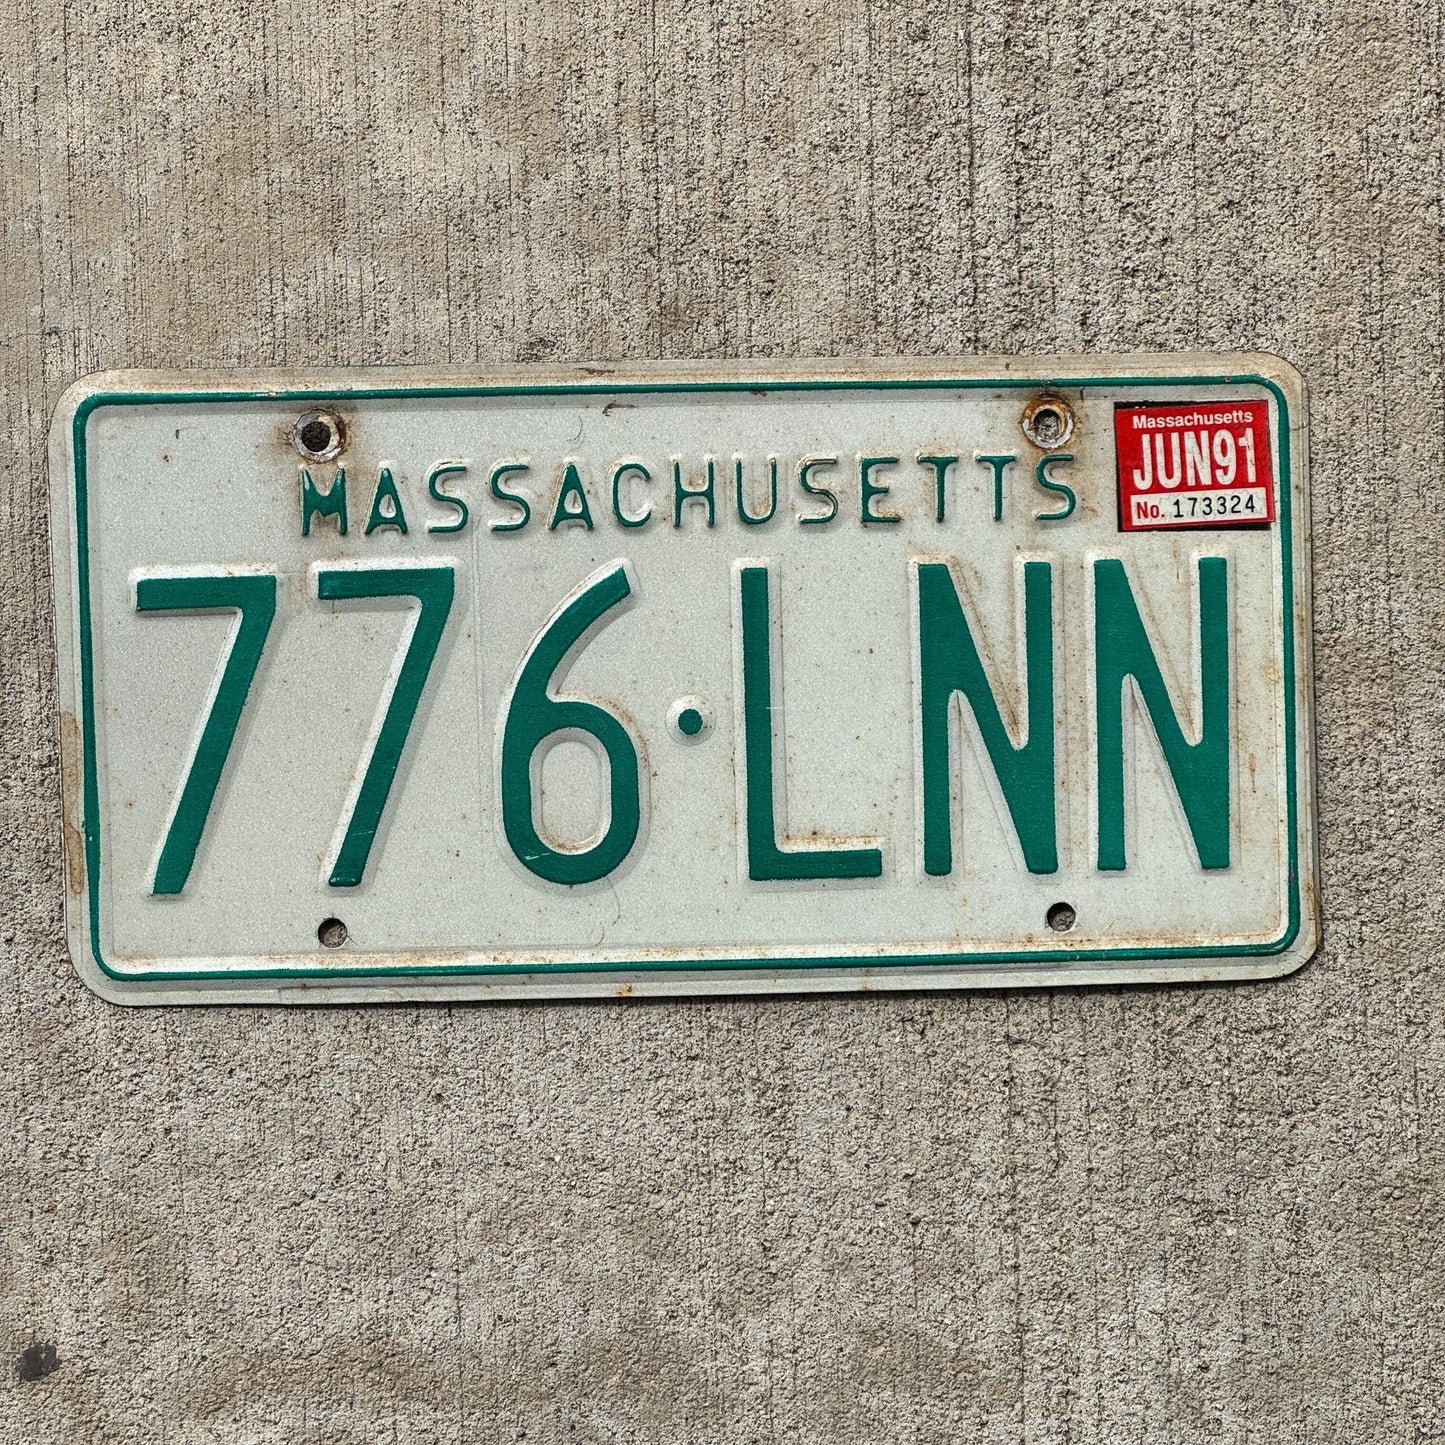 MASSACHUSETTS
Massachusetts
JUN91
No. 173324
776·LNN